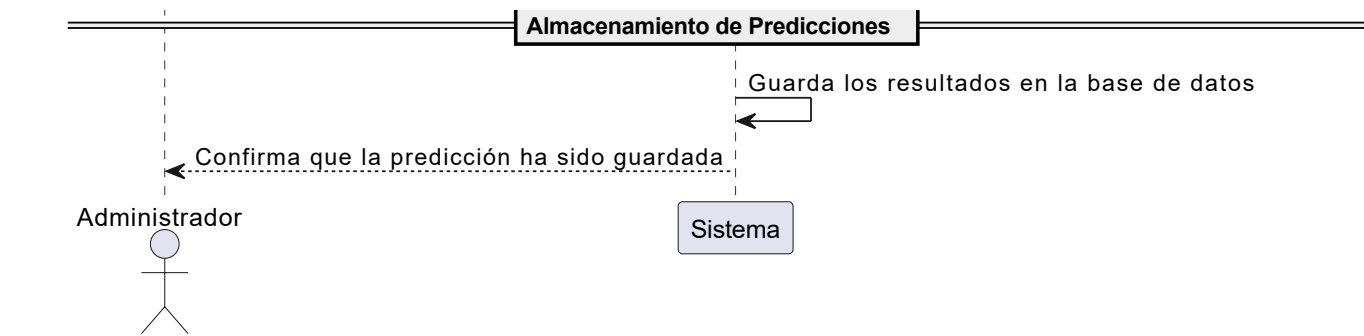 Almacenamiento de Predicciones
Guarda los resultados en la base de datos
Confirma que la predicción ha sido guardada
Administrador
Sistema